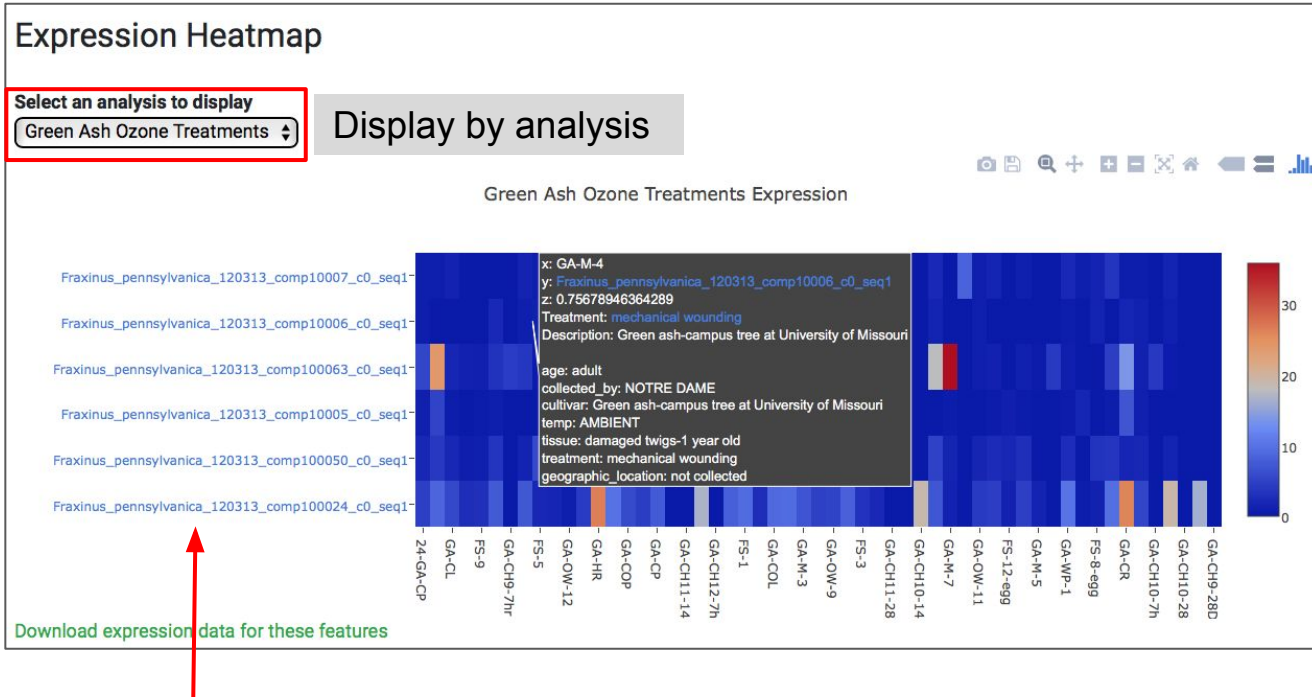 Expression Heatmap
Select an analysis to display
Green Ash Ozone Treatments
Display by analysis
Green Ash Ozone Treatments Expression
Fraxinus_pennsylvanica_120313_comp10007_c0_seq1
Fraxinus_pennsylvanica_120313_comp10006_c0_seq1
Fraxinus_pennsylvanica_120313_comp100063_c0_seq1
Fraxinus_pennsylvanica_120313_comp10005_c0_seq1
Fraxinus_pennsylvanica_120313_comp100050_c0_seq1
Fraxinus_pennsylvanica_120313_comp100024_c0_seq1
x: GA-M-4
y: Fraxinus_pennsylvanica_120313_comp10006_c0_seq1
z: 0.75678946364289
Treatment: mechanical wounding
Description: Green ash-campus tree at University of Missouri
age: adult
collected_by: NOTRE DAME
cultivar: Green ash-campus tree at University of Missouri
temp: AMBIENT
tissue: damaged twigs-1 year old
treatment: mechanical wounding
geographic_location: not collected
30
20
10
0
24-GA-CP
GA-CL
FS-9
GA-CH9-7hr
FS-5
GA-OW-12
GA-HR
GA-COP
GA-CP
GA-CH11-14
GA-CH12-7h
FS-1
GA-COL
GA-M-3
GA-OW-9
FS-3
GA-CH11-28
GA-CH10-14
GA-M-7
GA-OW-11
FS-12-egg
GA-M-5
GA-WP-1
FS-8-egg
GA-CR
GA-CH10-7h
GA-CH10-28
GA-CH9-28D
Download expression data for these features